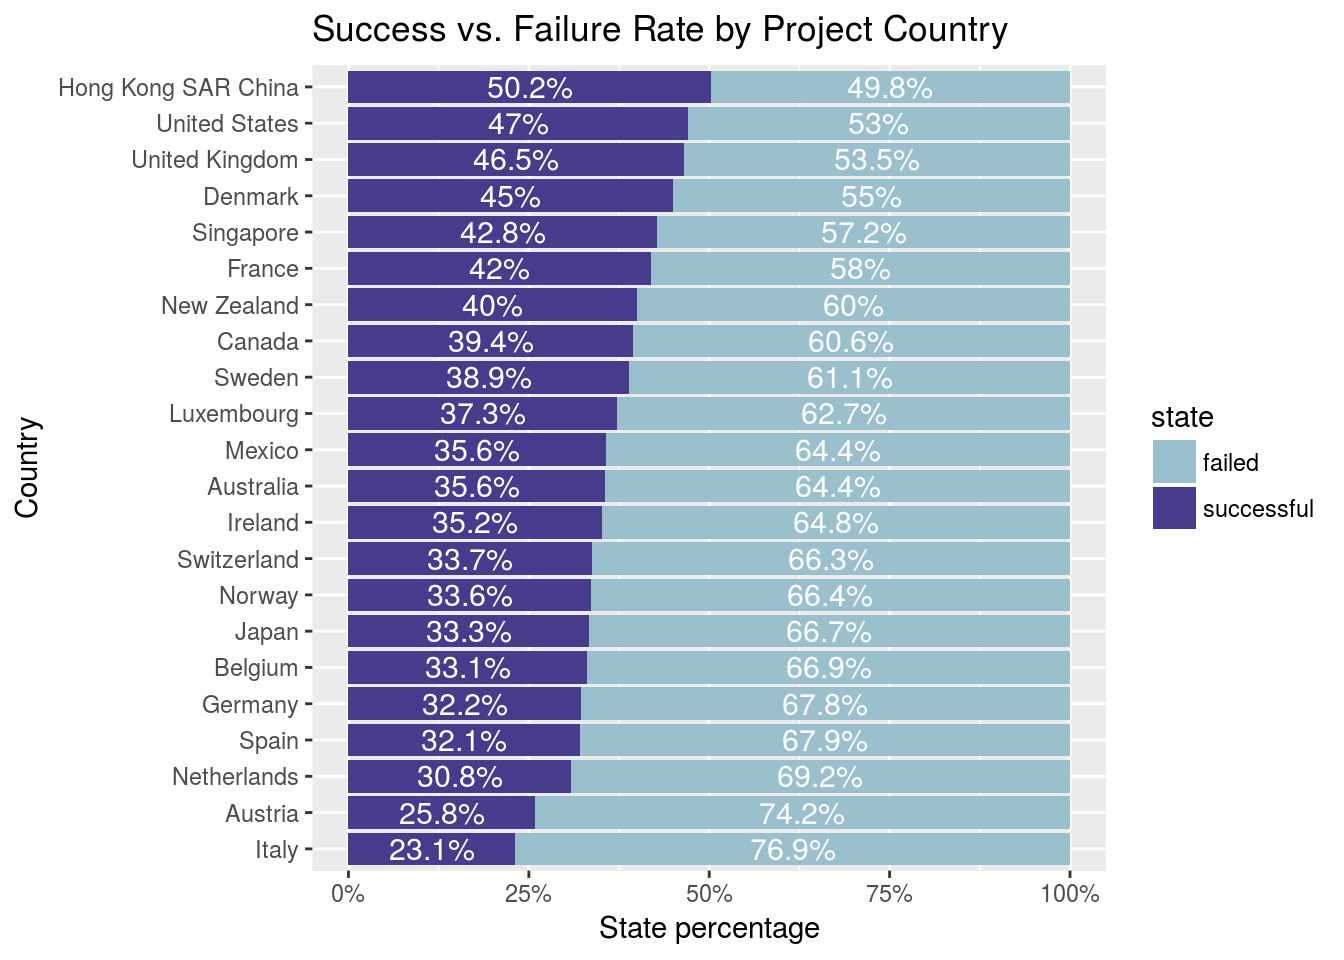 Success vs. Failure Rate by Project Country
Hong Kong SAR China 50.2% 49.8%
United States 47% 53%
United Kingdom 46.5% 53.5%
Denmark 45% 55%
Singapore 42.8% 57.2%
France 42% 58%
New Zealand 40% 60%
Canada 39.4% 60.6%
Sweden 38.9% 61.1%
Luxembourg 37.3% 62.7%
Mexico 35.6% 64.4%
Australia 35.6% 64.4%
Ireland 35.2% 64.8%
Switzerland 33.7% 66.3%
Norway 33.6% 66.4%
Japan 33.3% 66.7%
Belgium 33.1% 66.9%
Germany 32.2% 67.8%
Spain 32.1% 67.9%
Netherlands 30.8% 69.2%
Austria 25.8% 74.2%
Italy 23.1% 76.9%
0% 25% 50% 75% 100%
State percentage
Country
state
failed
successful